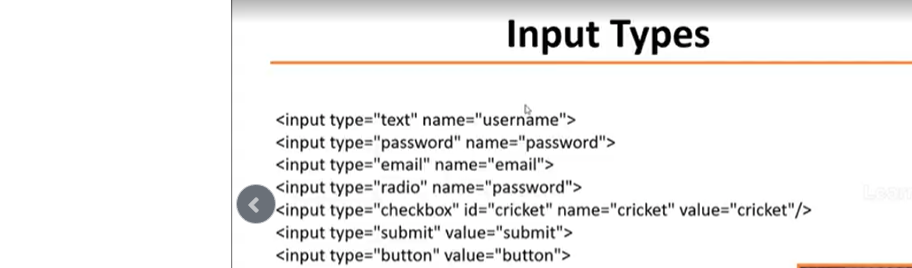 Input Types
<input type="text" name="username">
<input type="password" name="password">
<input type="email" name="email">
<input type="radio" name="password">
<input type="checkbox" id="cricket" name="cricket" value="cricket"/>
<input type="submit" value="submit">
<input type="button" value="button">